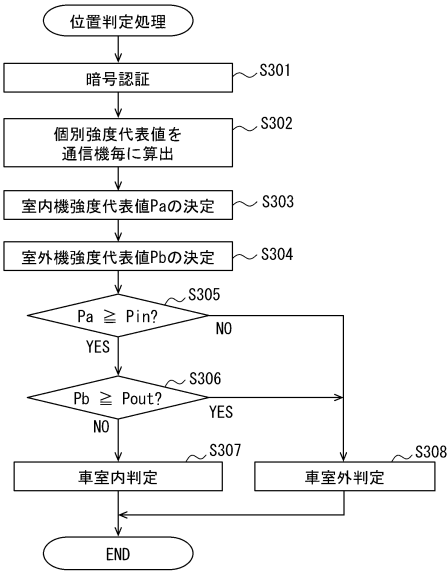 位置判定処理
暗号認証
S301
個別強度代表値を
通信機毎に算出
S302
室内機強度代表値Paの決定
S303
室外機強度代表値Pbの決定
S304
Pa ≧ Pin?
S305
NO
YES
Pb ≧ Pout?
S306
YES
NO
車室内判定
S307
車室外判定
S308
END